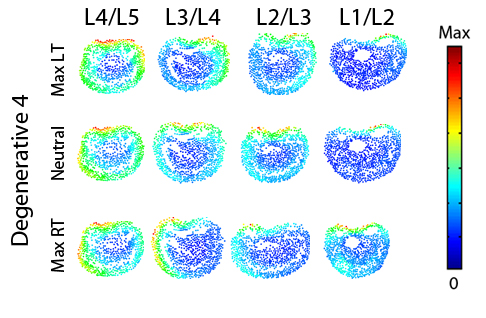 L4/L5 L3/L4 L2/L3 L1/L2
Max
Degenerative 4
Max LT
Neutral
Max RT
0